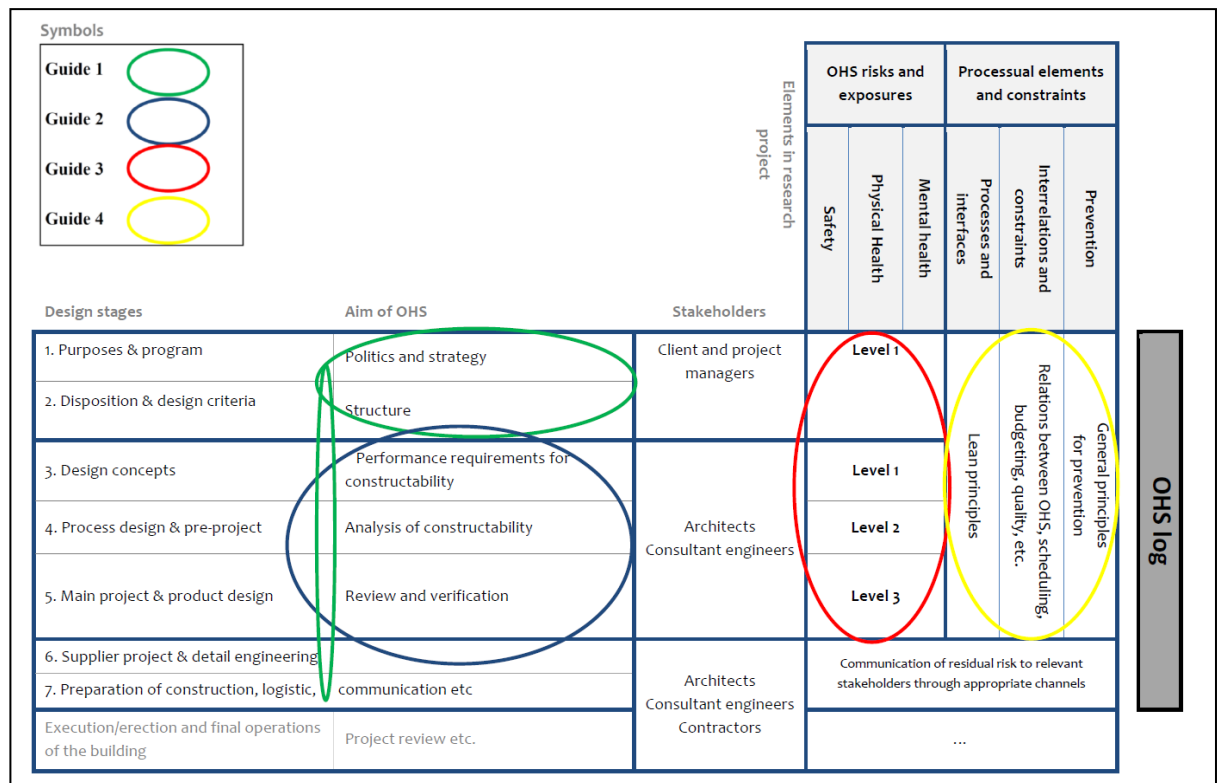 Symbols
Guide 1
Guide 2
Guide 3
Guide 4
Elements in research
project
OHS risks and
exposures
Processual elements
and constraints
Safety
Physical Health
Mental health
Processes and
interfaces
Interrelations and
constraints
Prevention
Design stages
Aim of OHS
Stakeholders
1. Purposes & program
Politics and strategy
Client and project
managers
Level 1
2. Disposition & design criteria
Structure
3. Design concepts
Performance requirements for
constructability
Level 1
4. Process design & pre-project
Analysis of constructability
Architects
Consultant engineers
Level 2
5. Main project & product design
Review and verification
Level 3
Lean principles
Relations between OHS, scheduling,
budgeting, quality, etc.
General principles
for prevention
OHS log
6. Supplier project & detail engineering
7. Preparation of construction, logistic, communication etc
Architects
Consultant engineers
Contractors
Communication of residual risk to relevant
stakeholders through appropriate channels
Execution/erection and final operations
of the building
Project review etc.
...